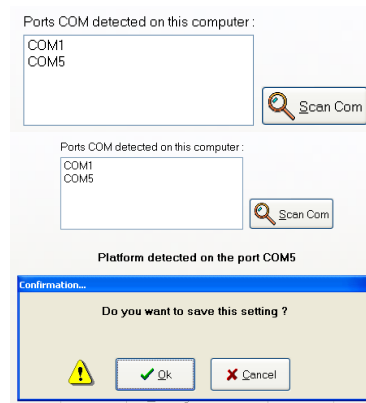 Ports COM detected on this computer :
COM1
COM5
Scan Com
Ports COM detected on this computer :
COM1
COM5
Scan Com
Platform detected on the port COM5
Confirmation...
Do you want to save this setting ?
Ok
Cancel